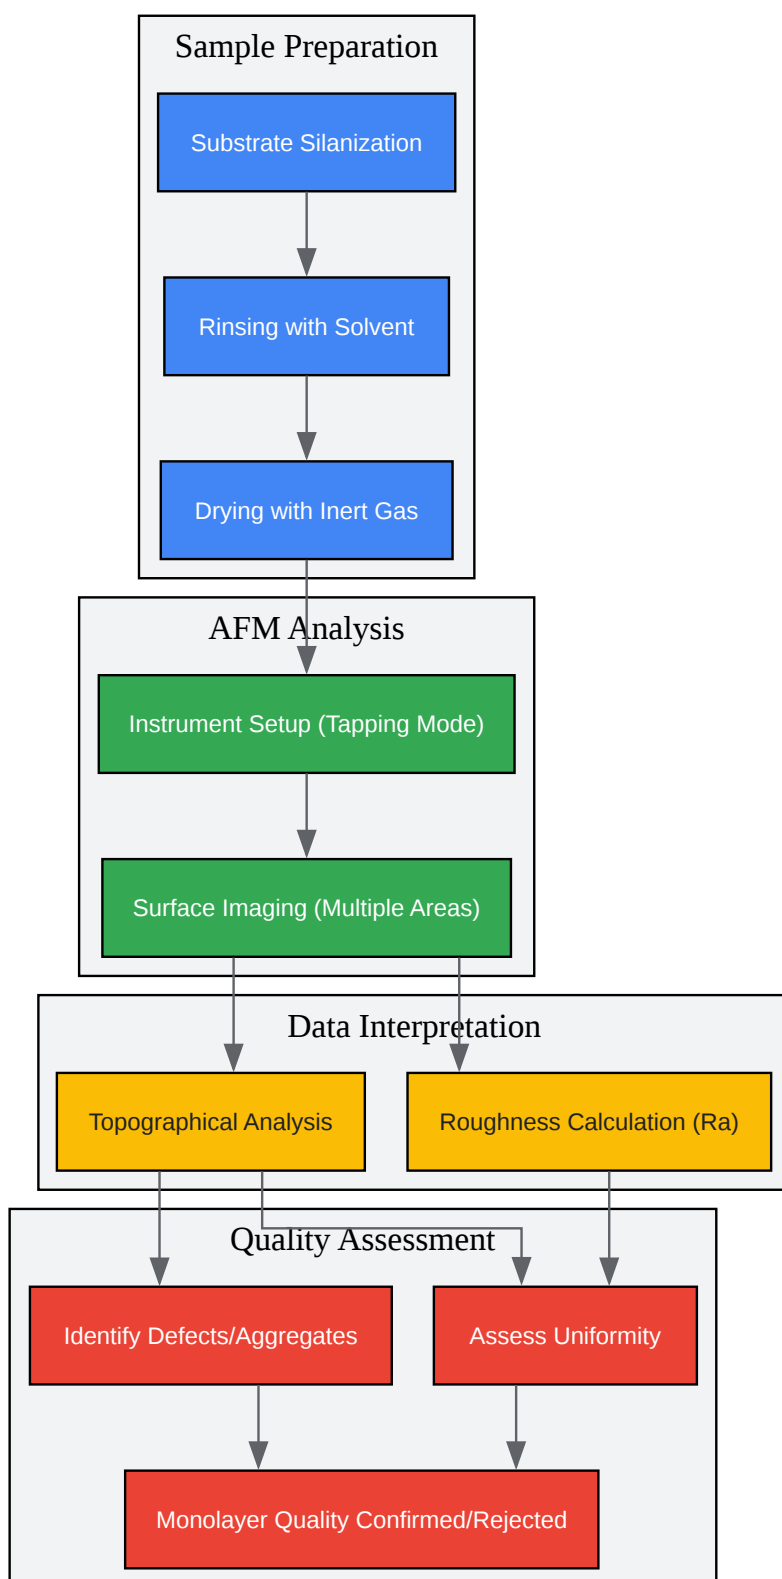 Sample Preparation
Substrate Silanization
Rinsing with Solvent
Drying with Inert Gas
AFM Analysis
Instrument Setup (Tapping Mode)
Surface Imaging (Multiple Areas)
Data Interpretation
Topographical Analysis
Roughness Calculation (Ra)
Quality Assessment
Identify Defects/Aggregates
Assess Uniformity
Monolayer Quality Confirmed/Rejected